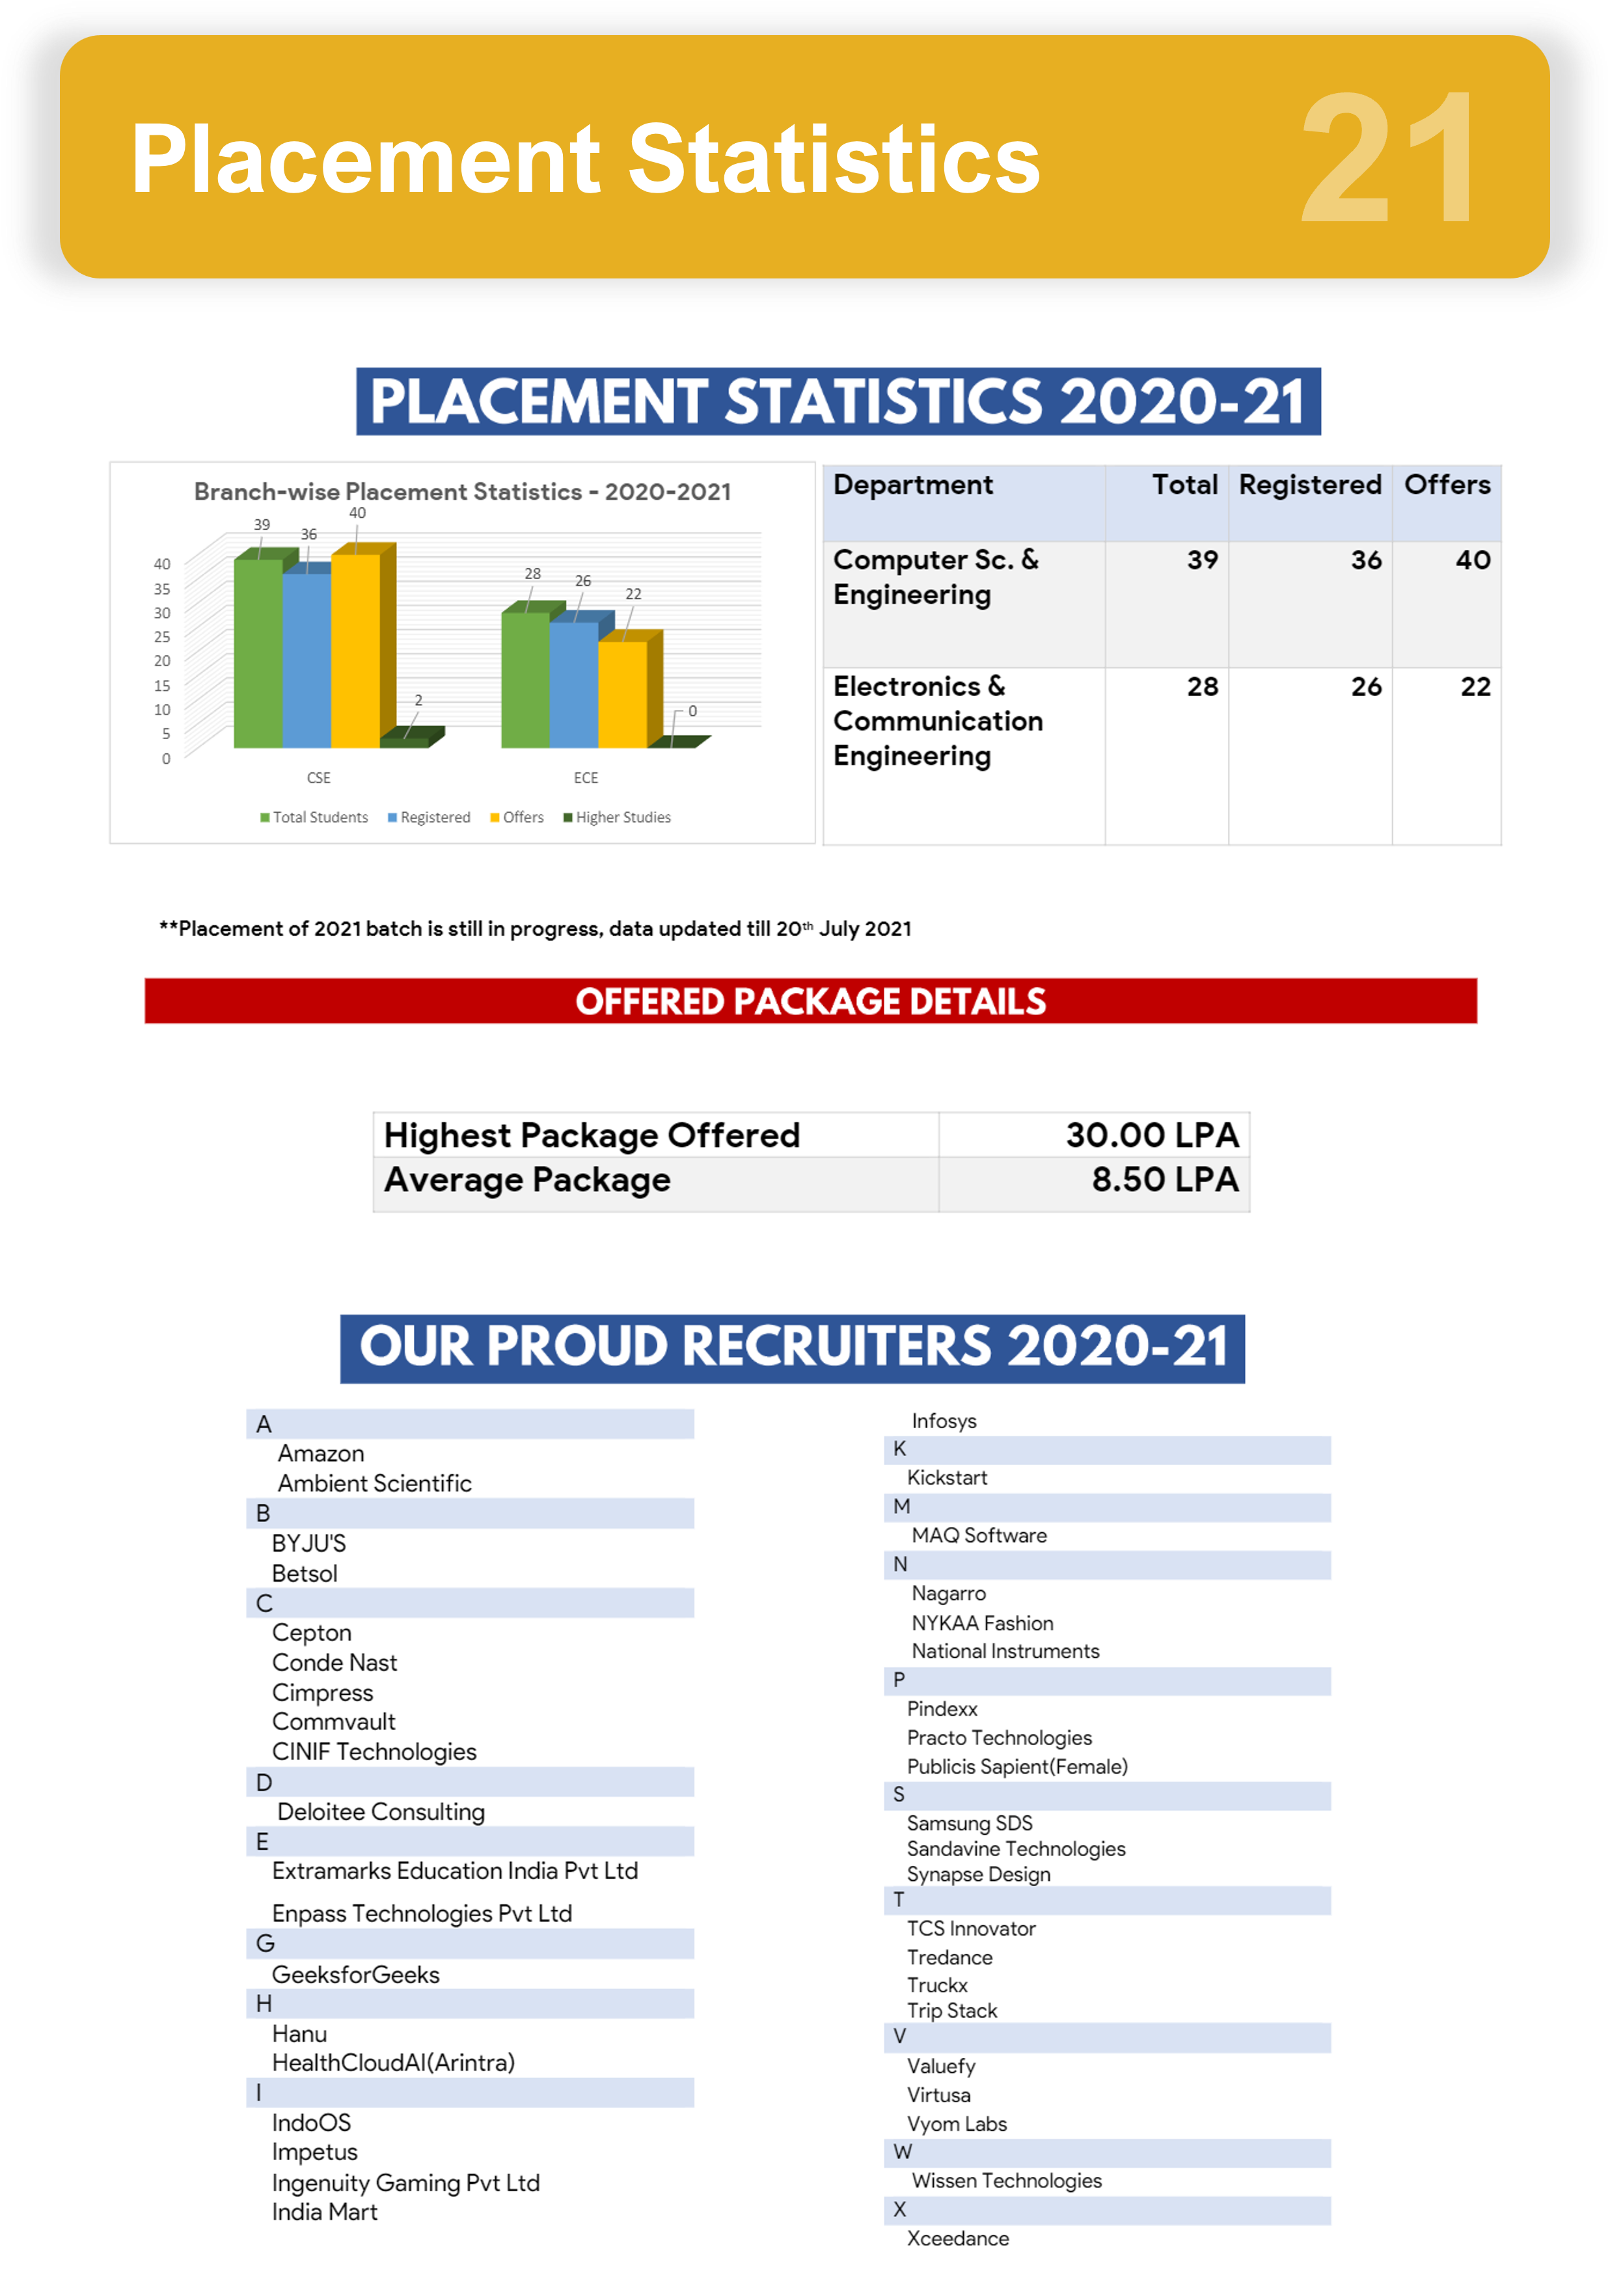 Placement Statistics
21
PLACEMENT STATISTICS 2020-21
Branch-wise Placement Statistics - 2020-2021
40
35
30
25
20
15
10
5
0
39
36
40
2
28
26
22
0
CSE
ECE
Total Students
Registered
Offers
Higher Studies
Department Total Registered Offers
Computer Sc. & 39 36 40
Engineering
Electronics & 28 26 22
Communication
Engineering
**Placement of 2021 batch is still in progress, data updated till 20th July 2021
OFFERED PACKAGE DETAILS
Highest Package Offered 30.00 LPA
Average Package 8.50 LPA
OUR PROUD RECRUITERS 2020-21
A
Amazon
Ambient Scientific
B
BYJU'S
Betsol
C
Cepton
Conde Nast
Cimpress
Commvault
CINIF Technologies
D
Deloitee Consulting
E
Extramarks Education India Pvt Ltd
Enpass Technologies Pvt Ltd
G
GeeksforGeeks
H
Hanu
HealthCloudAI(Arintra)
I
IndoOS
Impetus
Ingenuity Gaming Pvt Ltd
India Mart
Infosys
K
Kickstart
M
MAQ Software
N
Nagarro
NYKAA Fashion
National Instruments
P
Pindexx
Practo Technologies
Publicis Sapient(Female)
S
Samsung SDS
Sandavine Technologies
Synapse Design
T
TCS Innovator
Tredance
Truckx
Trip Stack
V
Valuefy
Virtusa
Vyom Labs
W
Wissen Technologies
X
Xceedance